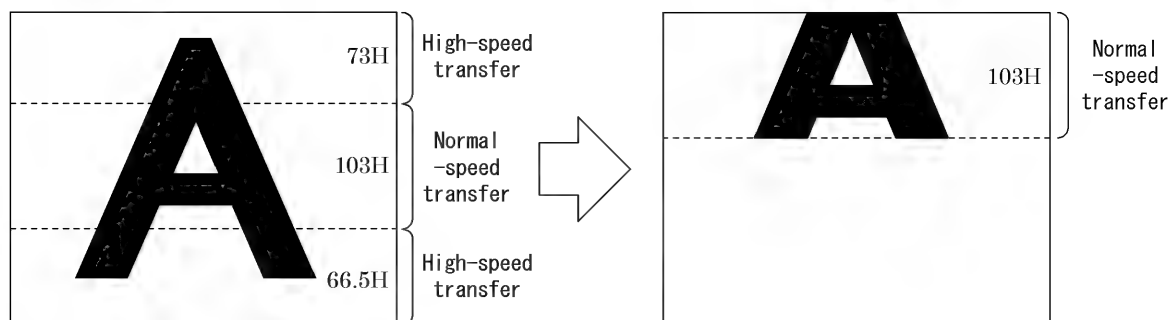 73H
High-speed
transfer
A
103H
Normal
-speed
transfer
66.5H
High-speed
transfer
A
103H
Normal
-speed
transfer